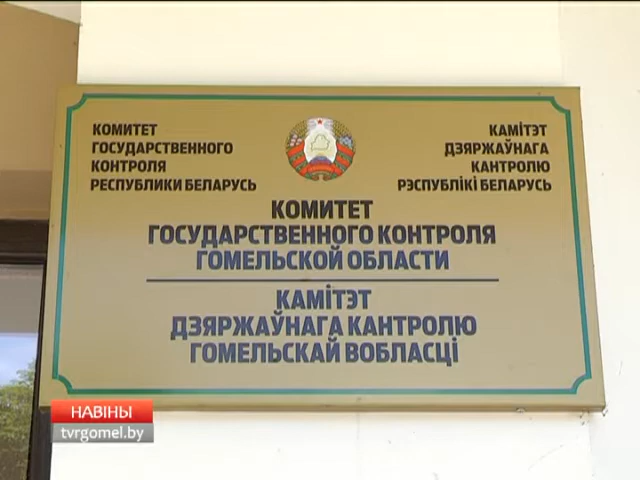 КОМИТЕТ
ГОСУДАРСТВЕННОГО
КОНТРОЛЯ
РЕСПУБЛИКИ БЕЛАРУСЬ
КАМІТЭТ
ДЗЯРЖАЎНАГА
КАНТРОЛЮ
РЭСПУБЛІКІ БЕЛАРУСЬ
КОМИТЕТ
ГОСУДАРСТВЕННОГО КОНТРОЛЯ
ГОМЕЛЬСКОЙ ОБЛАСТИ
КАМІТЭТ
ДЗЯРЖАЎНАГА КАНТРОЛЮ
ГОМЕЛЬСКАЙ ВОБЛАСЦІ
НАВІНЫ
tvrgomel.by